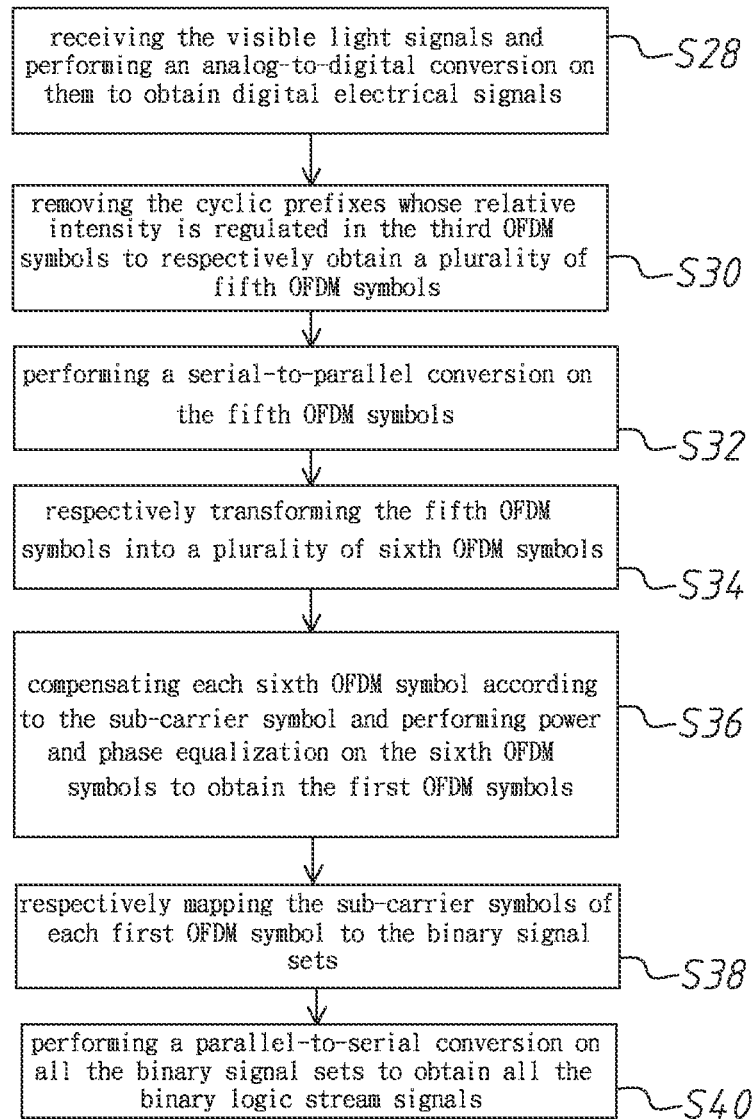 receiving the visible light signals and
performing an analog-to-digital conversion on
them to obtain digital electrical signals
S28
removing the cyclic prefixes whose relative
intensity is regulated in the third OFDM
symbols to respectively obtain a plurality of
fifth OFDM symbols
S30
performing a serial-to-parallel conversion on
the fifth OFDM symbols
S32
respectively transforming the fifth OFDM
symbols into a plurality of sixth OFDM symbols
S34
compensating each sixth OFDM symbol according
to the sub-carrier symbol and performing power
and phase equalization on the sixth OFDM
symbols to obtain the first OFDM symbols
S36
respectively mapping the sub-carrier symbols of
each first OFDM symbol to the binary signal
sets
S38
performing a parallel-to-serial conversion on
all the binary signal sets to obtain all the
binary logic stream signals
S40